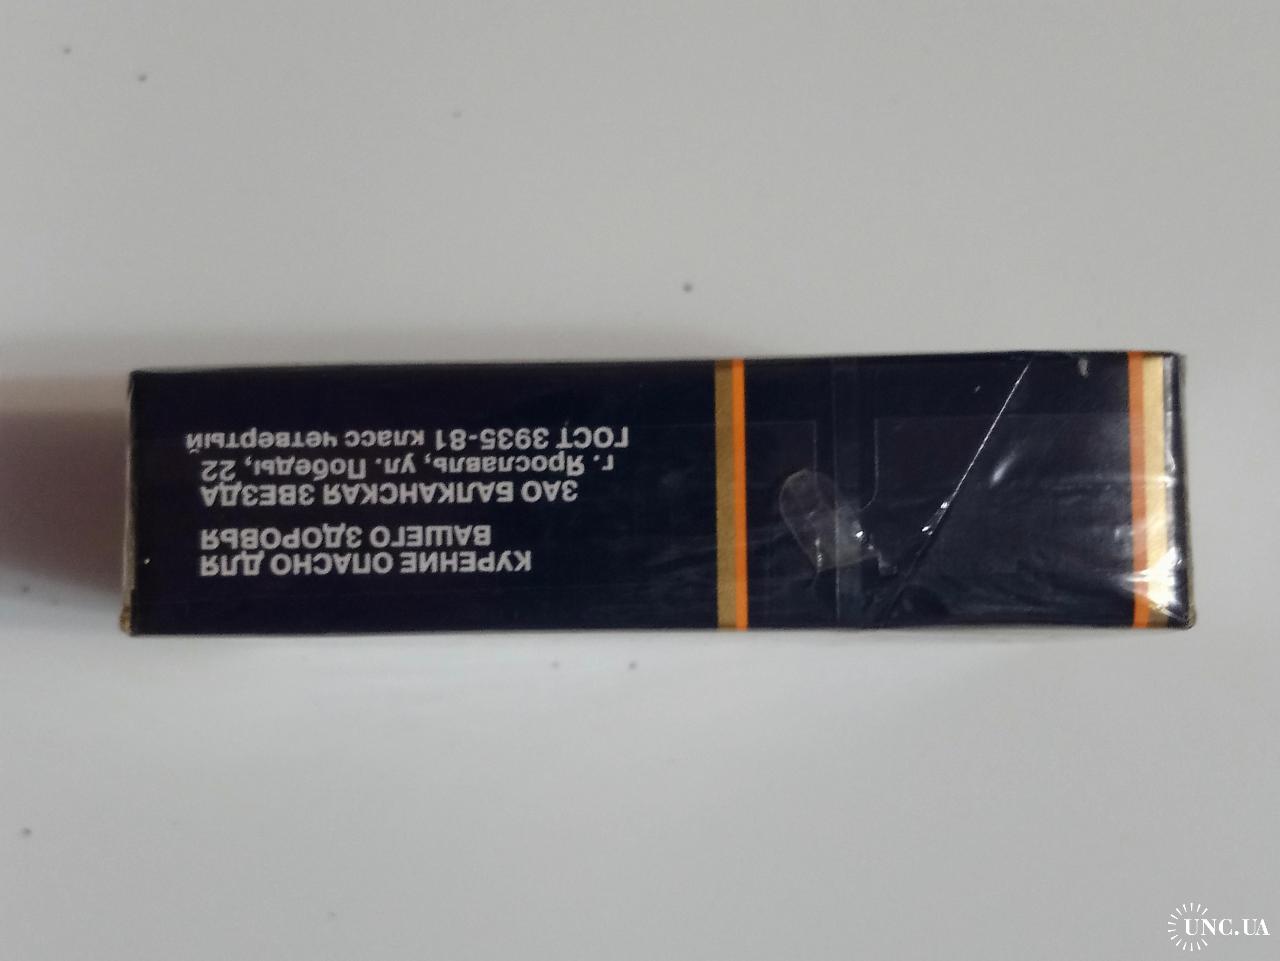 КУРЕНИЕ ОПАСНО ДЛЯ
ВАШЕГО ЗДОРОВЬЯ
ЗАО БАЛКАНСКАЯ ЗВЕЗДА
г. Ярославль, ул. Победы, 22
ГОСТ 3935-81 класс четвертый
UNC.UA